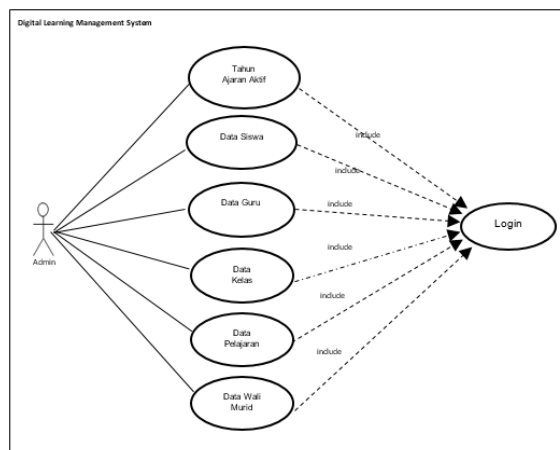 Digital Learning Management System
Tahun
Ajaran Aktif
include
Data Siswa
include
Data Guru
include
Login
Admin
include
Data
Kelas
include
Data
Pelajaran
include
Data Wali
Murid